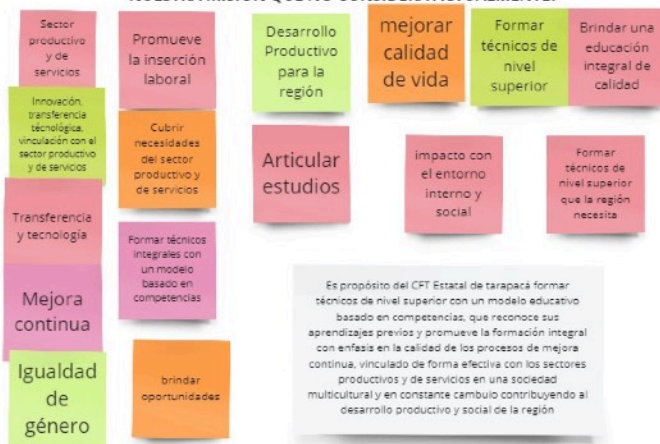 Sector
productivo
y de
servicios
Promueve
la inserción
laboral
Desarrollo
Productivo
para la
región
mejorar
calidad
de vida
Formar
técnicos de
nivel
superior
Brindar una
educación
integral de
calidad
Innovación,
transferencia
técnológica,
vinculación con el
sector productivo
y de servicios
Cubrir
necesidades
del sector
productivo y
de servicios
Articular
estudios
impacto con
el entorno
interno y
social
Formar
técnicos de
nivel superior
que la región
necesita
Transferencia
y tecnología
Formar técnicos
integrales con
un modelo
basado en
competencias
Mejora
continua
Igualdad
de
género
brindar
oportunidades
Es propósito del CFT Estatal de tarapacá formar
técnicos de nivel superior con un modelo educativo
basado en competencias, que reconoce sus
aprendizajes previos y promueve la formación integral
con enfasis en la calidad de los procesos de mejora
continua, vinculado de forma efectiva con los sectores
productivos y de servicios en una sociedad
multicultural y en constante cambuio contribuyendo al
desarrollo productivo y social de la región